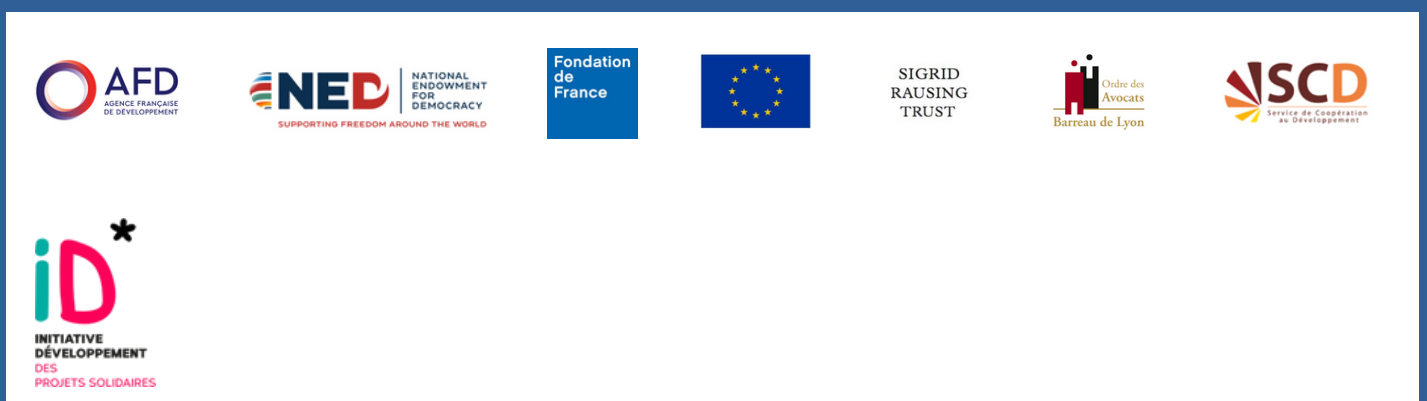 AFD
AGENCE FRANÇAISE
DE DÉVELOPPEMENT
NED
NATIONAL
ENDOWMENT
FOR
DEMOCRACY
SUPPORTING FREEDOM AROUND THE WORLD
Fondation
de
France
SIGRID
RAUSING
TRUST
Ordre des
Avocats
Barreau de Lyon
SCD
Service de Coopération
au Développement
iD*
INITIATIVE
DÉVELOPPEMENT
DES
PROJETS SOLIDAIRES